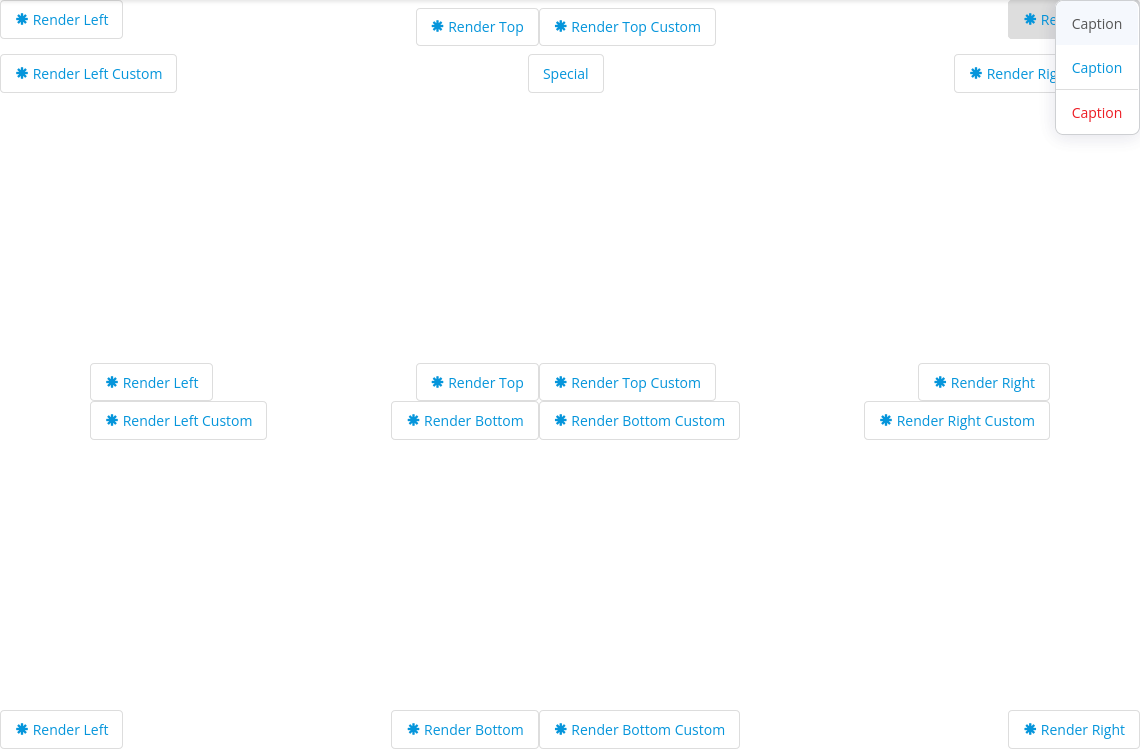 Render Left
Render Top
Render Top Custom
Re
Caption
Render Left Custom
Special
Render Rig
Caption
Caption
Render Left
Render Top
Render Top Custom
Render Right
Render Left Custom
Render Bottom
Render Bottom Custom
Render Right Custom
Render Left
Render Bottom
Render Bottom Custom
Render Right